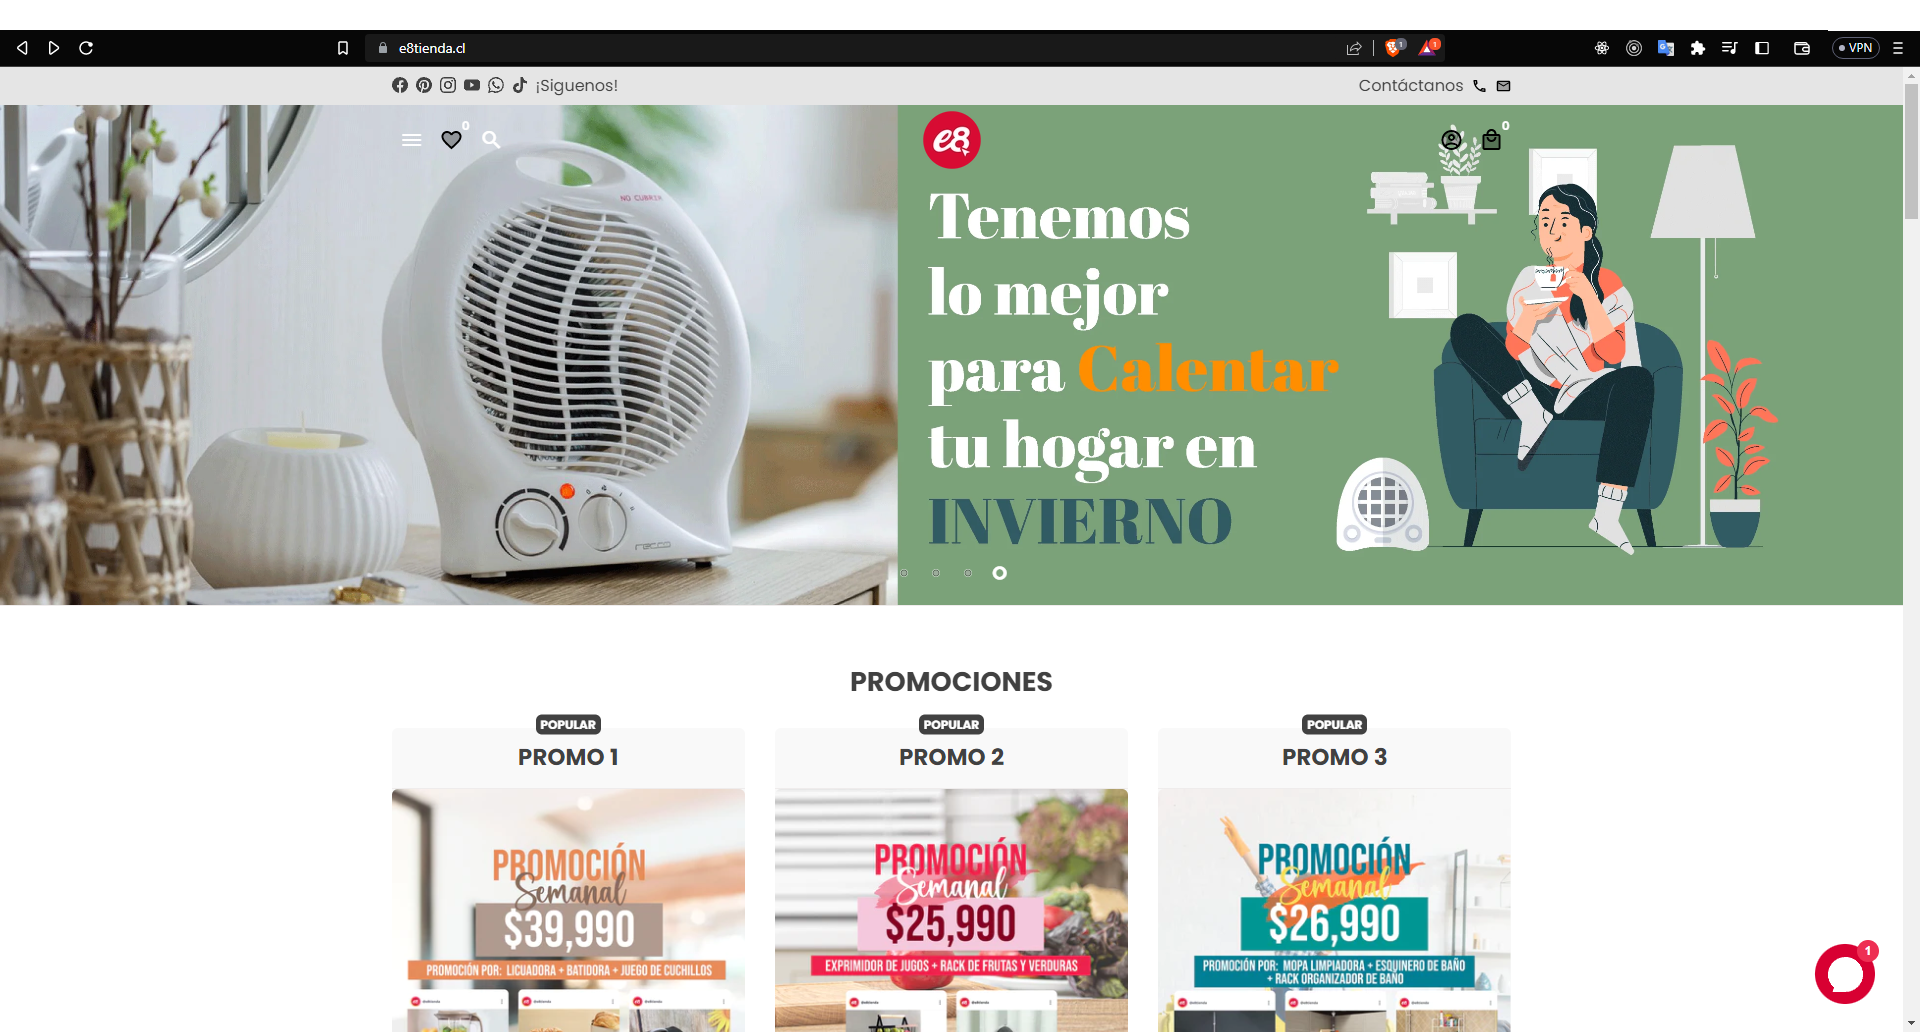 e8tienda.cl
1
1
VPN
¡Siguenos!
Contáctanos
0
e8
0
NO CUBRIR
Tenemos
lo mejor
para Calentar
tu hogar en
INVIERNO
PROMOCIONES
POPULAR
PROMO 1
PROMOCIÓN
Semanal
$39,990
PROMOCIÓN POR: LICUADORA + BATIDORA + JUEGO DE CUCHILLOS
POPULAR
PROMO 2
PROMOCIÓN
Semanal
$25,990
EXPRIMIDOR DE JUGOS + RACK DE FRUTAS Y VERDURAS
POPULAR
PROMO 3
PROMOCIÓN
Semanal
$26,990
PROMOCIÓN POR: MOPA LIMPIADORA + ESQUINERO DE BAÑO
+ RACK ORGANIZADOR DE BAÑO
1